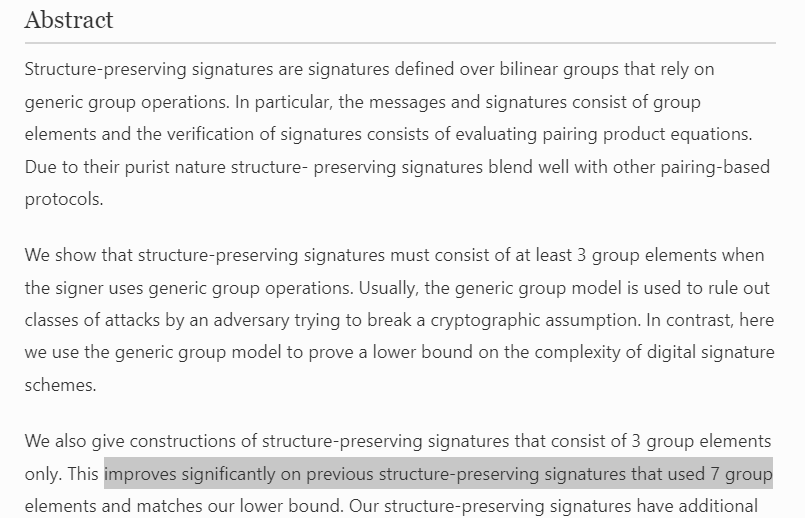 Abstract
Structure-preserving signatures are signatures defined over bilinear groups that rely on
generic group operations. In particular, the messages and signatures consist of group
elements and the verification of signatures consists of evaluating pairing product equations.
Due to their purist nature structure- preserving signatures blend well with other pairing-based
protocols.
We show that structure-preserving signatures must consist of at least 3 group elements when
the signer uses generic group operations. Usually, the generic group model is used to rule out
classes of attacks by an adversary trying to break a cryptographic assumption. In contrast, here
we use the generic group model to prove a lower bound on the complexity of digital signature
schemes.
We also give constructions of structure-preserving signatures that consist of 3 group elements
only. This improves significantly on previous structure-preserving signatures that used 7 group
elements and matches our lower bound. Our structure-preserving signatures have additional